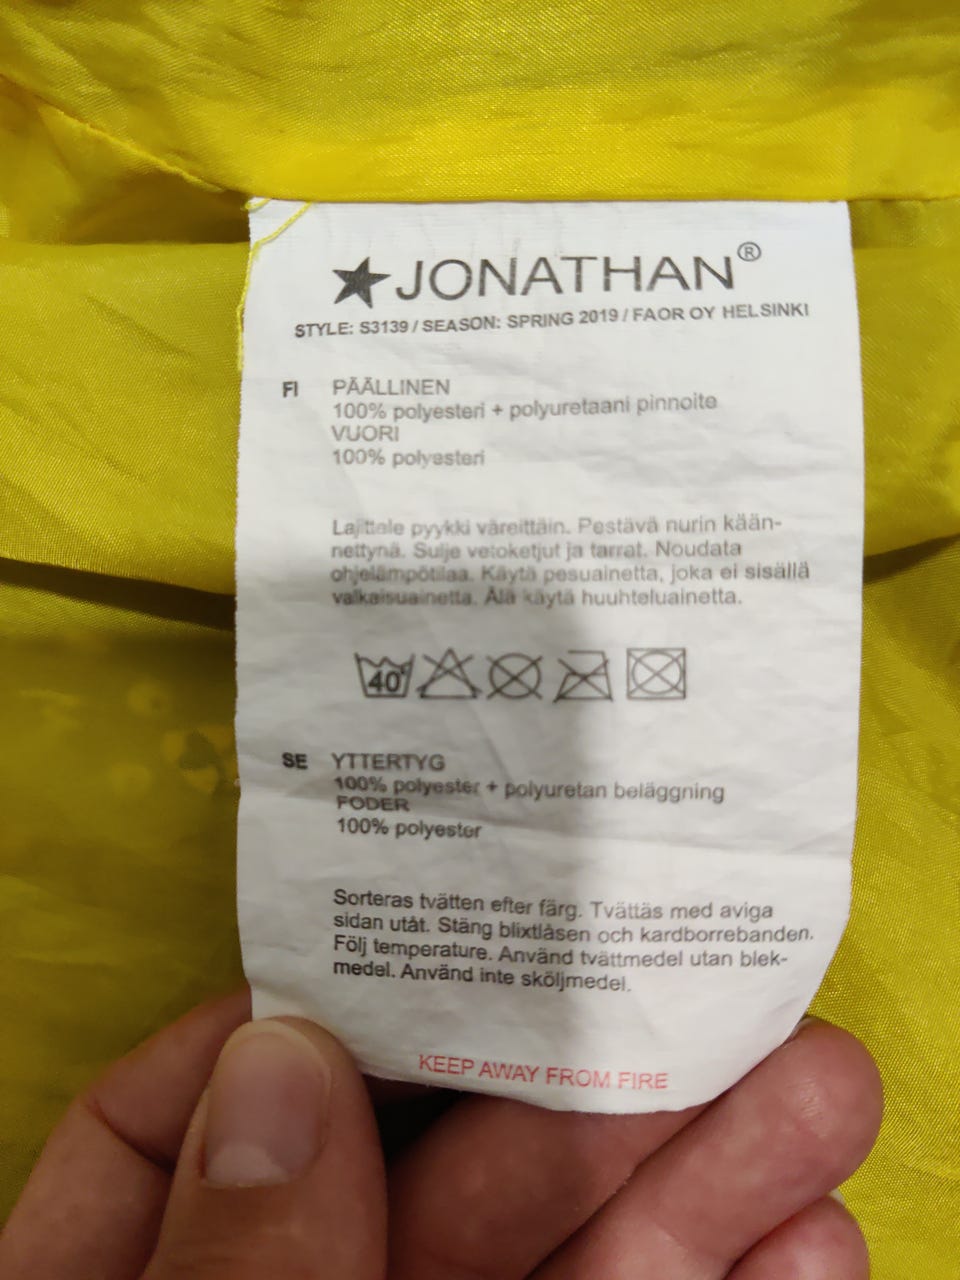 ★JONATHAN®
STYLE: S3139 / SEASON: SPRING 2019 / FAOR OY HELSINKI
FI PÄÄLLINEN
100% polyesteri + polyuretaani pinnoite
VUORI
100% polyesteri
Lajittele pyykki väreittäin. Pestävä nurin kään-
nettynä. Sulje vetoketjut ja tarrat. Noudata
ohjelämpötilaa. Käytä pesuainetta, joka ei sisällä
valkaisuainetta. Älä käytä huuhteluainetta.
40°
SE YTTERTYG
100% polyester + polyuretan beläggning
FODER
100% polyester
Sorteras tvätten efter färg. Tvättäs med aviga
sidan utåt. Stäng blixtlåsen och kardborrebanden.
Följ temperature. Använd tvättmedel utan blek-
medel. Använd inte sköljmedel.
KEEP AWAY FROM FIRE